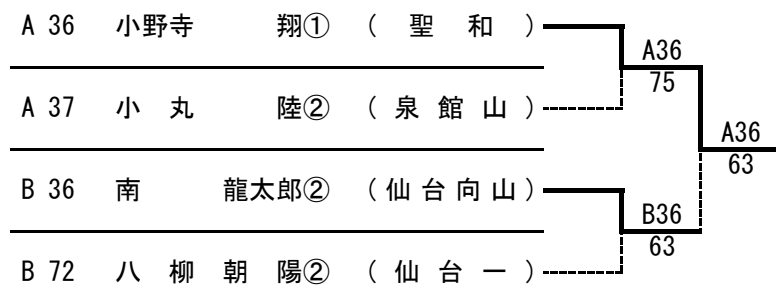 A 36 小野寺 翔① ( 聖 和 )
A36
75
A 37 小 丸 陸② ( 泉 館 山 )
A36
63
B 36 南 龍太郎② ( 仙 台 向 山 )
B36
63
B 72 八 柳 朝 陽② ( 仙 台 一 )